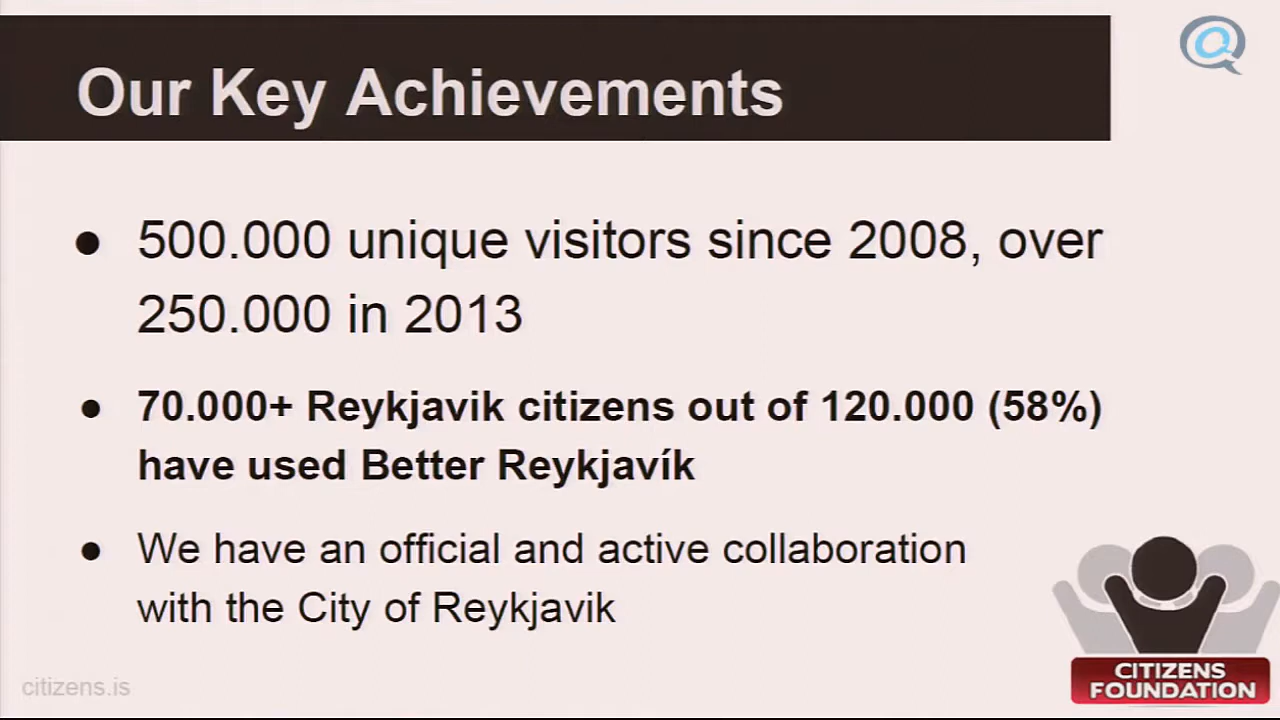 Our Key Achievements
● 500.000 unique visitors since 2008, over
250.000 in 2013
● 70.000+ Reykjavik citizens out of 120.000 (58%)
have used Better Reykjavík
● We have an official and active collaboration
with the City of Reykjavik
citizens.is
CITIZENS
FOUNDATION